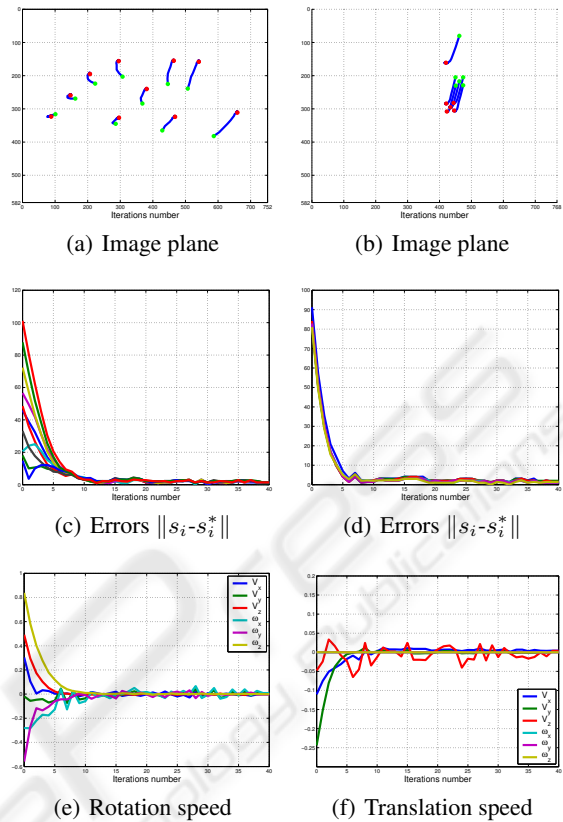 0
100
200
300
400
500
582
0 100 200 300 400 500 600 700 752
Iterions number
(a) Image plane
0
100
200
300
400
500
582
0 100 200 300 400 500 600 700 768
Iterations number
(b) Image plane
120
100
80
60
40
20
0
0 5 10 15 20 25 30 35 40
Iterations number
(c) Errors ‖s_i-s_i^*‖
100
90
80
70
60
50
40
30
20
10
0
0 5 10 15 20 25 30 35 40
Iterations number
(d) Errors ‖s_i-s_i^*‖
1
0.8
0.6
0.4
0.2
0
-0.2
-0.4
-0.6
0 5 10 15 20 25 30 35 40
V_x
V_y
V_z
ω_x
ω_y
ω_z
Iterations number
(e) Rotation speed
0.2
0.15
0.1
0.05
0
-0.05
-0.1
-0.15
-0.2
-0.25
0 5 10 15 20 25 30 35 40
V_x
V_y
V_z
ω_x
ω_y
ω_z
Iterations number
(f) Translation speed